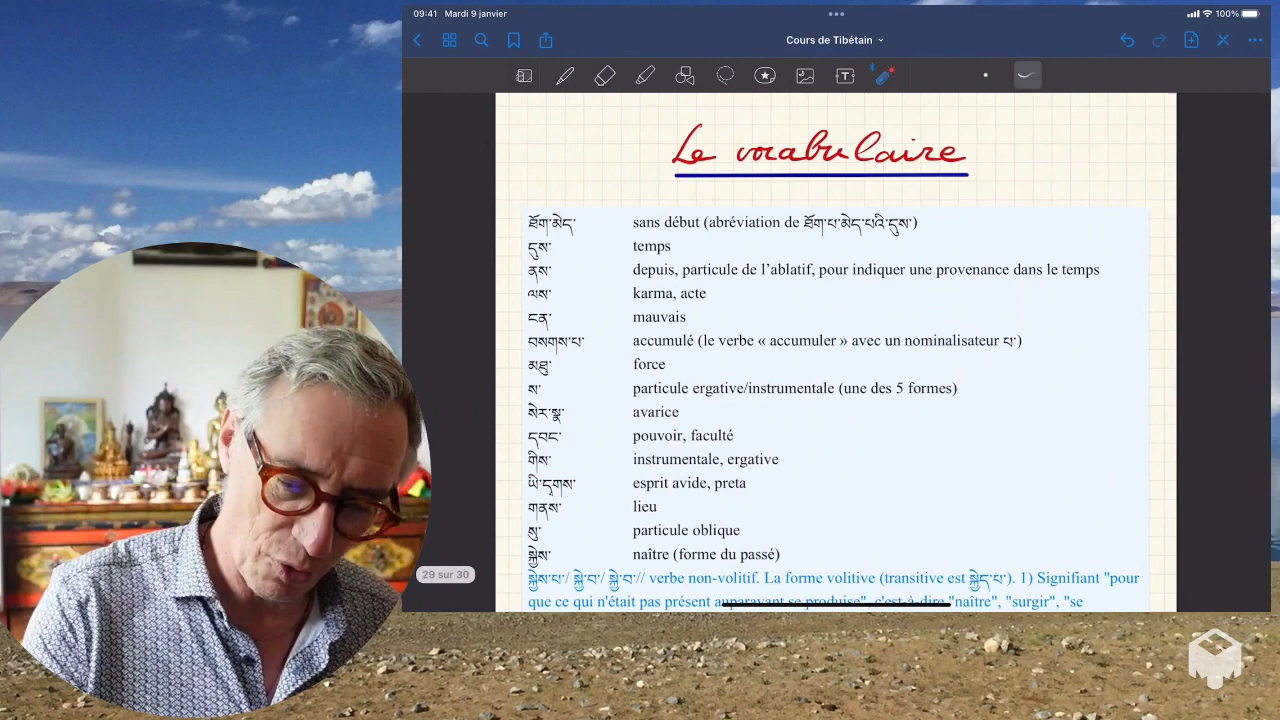 09:41 Mardi 9 janvier
100%
Cours de Tibétain
Le vocabulaire
ཐོག་མེད་ sans début (abréviation de ཐོག་པ་མེད་པའི་དུས་)
དུས་ temps
ནས་ depuis, particule de l’ablatif, pour indiquer une provenance dans le temps
ལས་ karma, acte
ངན་ mauvais
བསགས་པ་ accumulé (le verbe « accumuler » avec un nominalisateur པ་)
མཐུ་ force
ས་ particule ergative/instrumentale (une des 5 formes)
སེར་སྣ་ avarice
དབང་ pouvoir, faculté
གིས་ instrumentale, ergative
ཡི་དྭགས་ esprit avide, preta
གནས་ lieu
སུ་ particule oblique
སྐྱེས་ naître (forme du passé)
སྐྱེས་པ་/ སྐྱེ་བ་/ སྐྱེ་བ་// verbe non-volitif. La forme volitive (transitive est སྐྱེད་པ་). 1) Signifiant "pour
que ce qui n'était pas présent auparavant se produise", c'est-à-dire "naître", "surgir", "se
29 sur 30